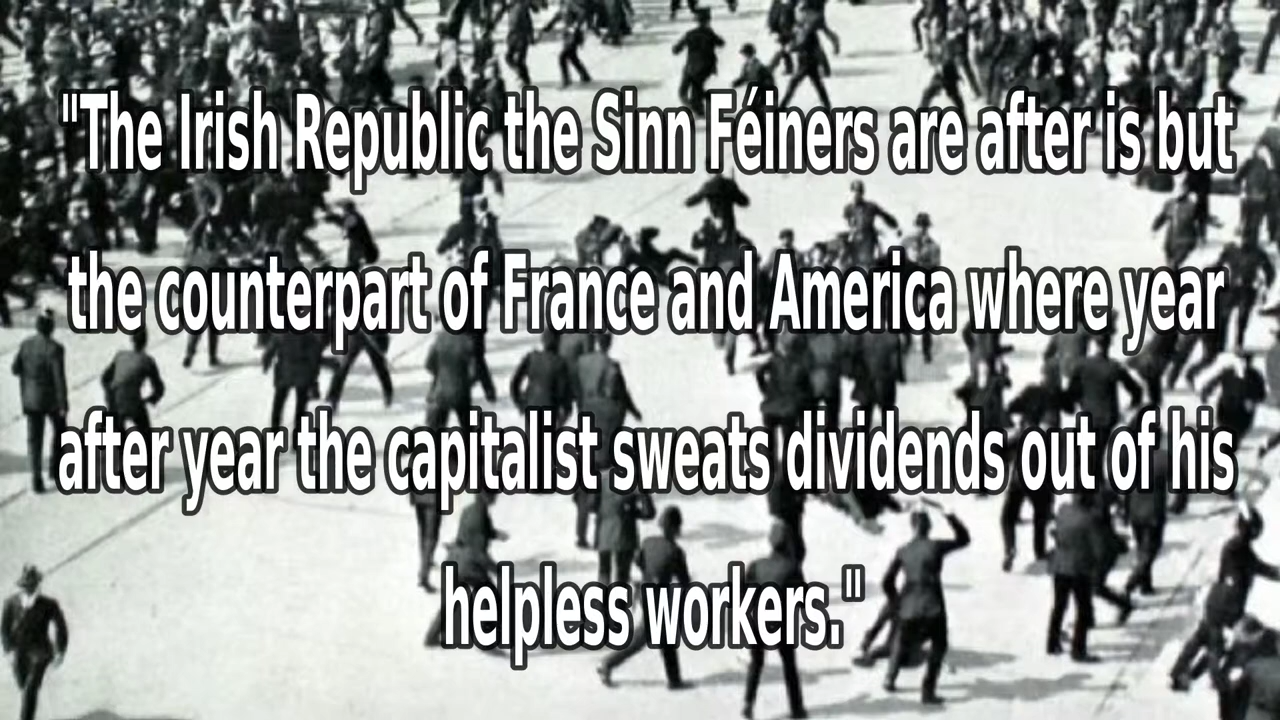 "The Irish Republic the Sinn Féiners are after is but
the counterpart of France and America where year
after year the capitalist sweats dividends out of his
helpless workers."